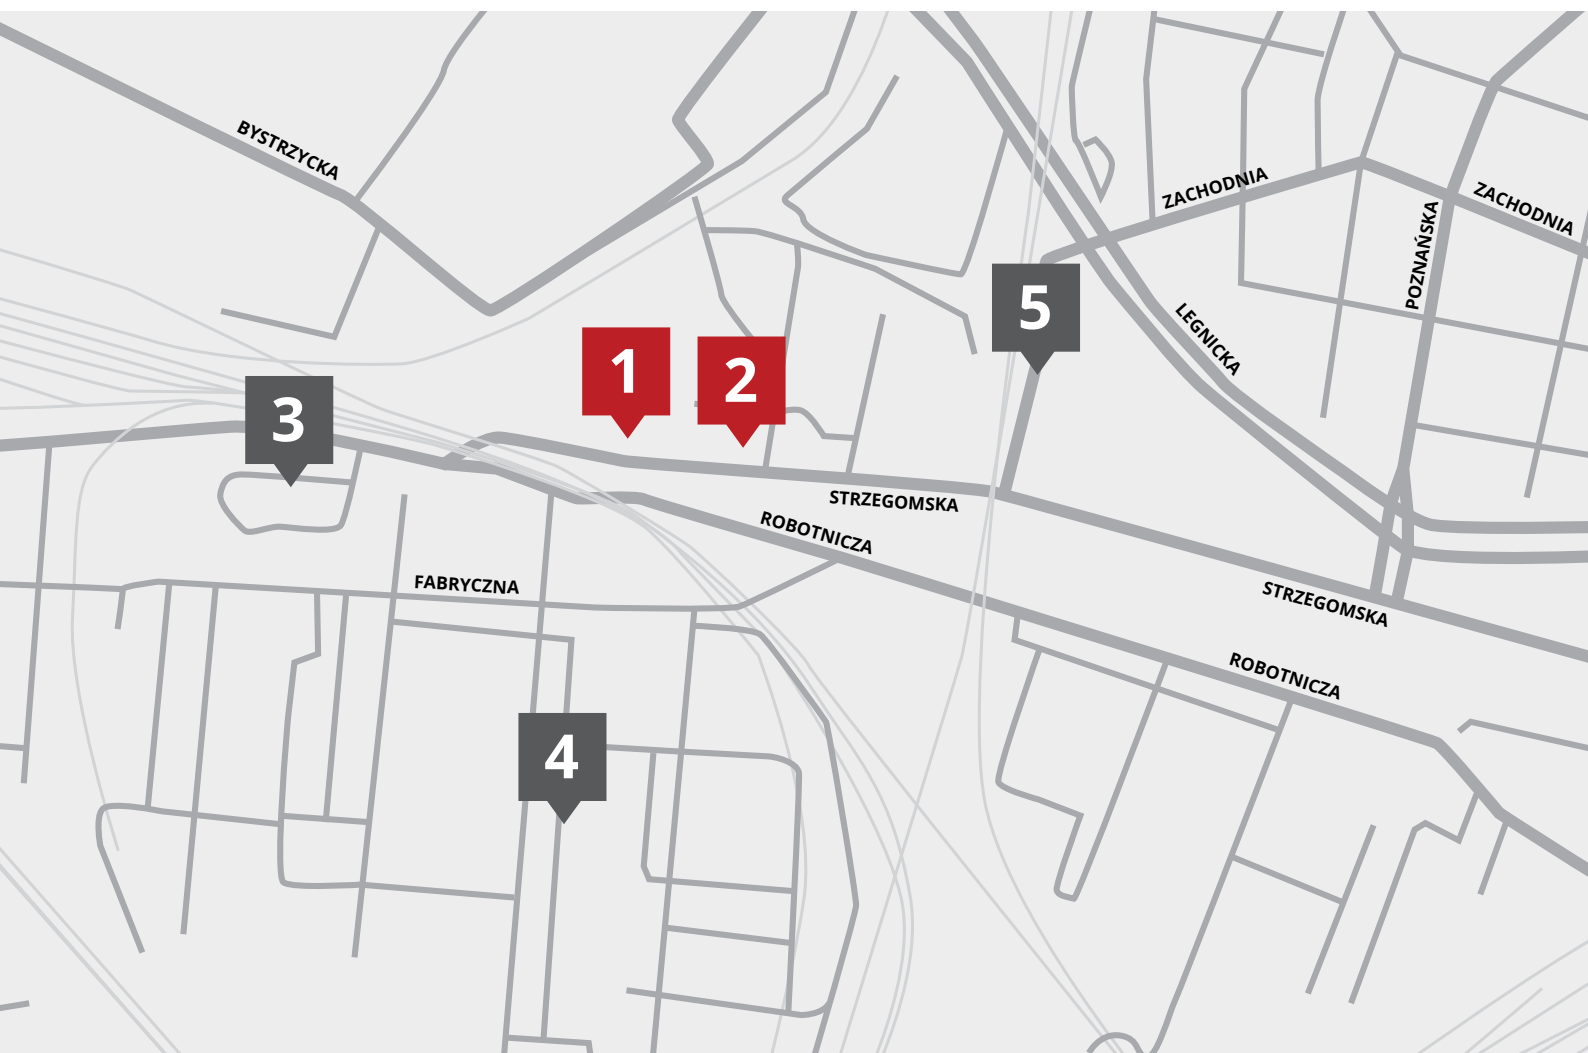 BYSTRZYCKA
ZACHODNIA
ZACHODNIA
POZNAŃSKA
LEGNICKA
5
1
2
3
STRZEGOMSKA
ROBOTNICZA
FABRYCZNA
STRZEGOMSKA
ROBOTNICZA
4